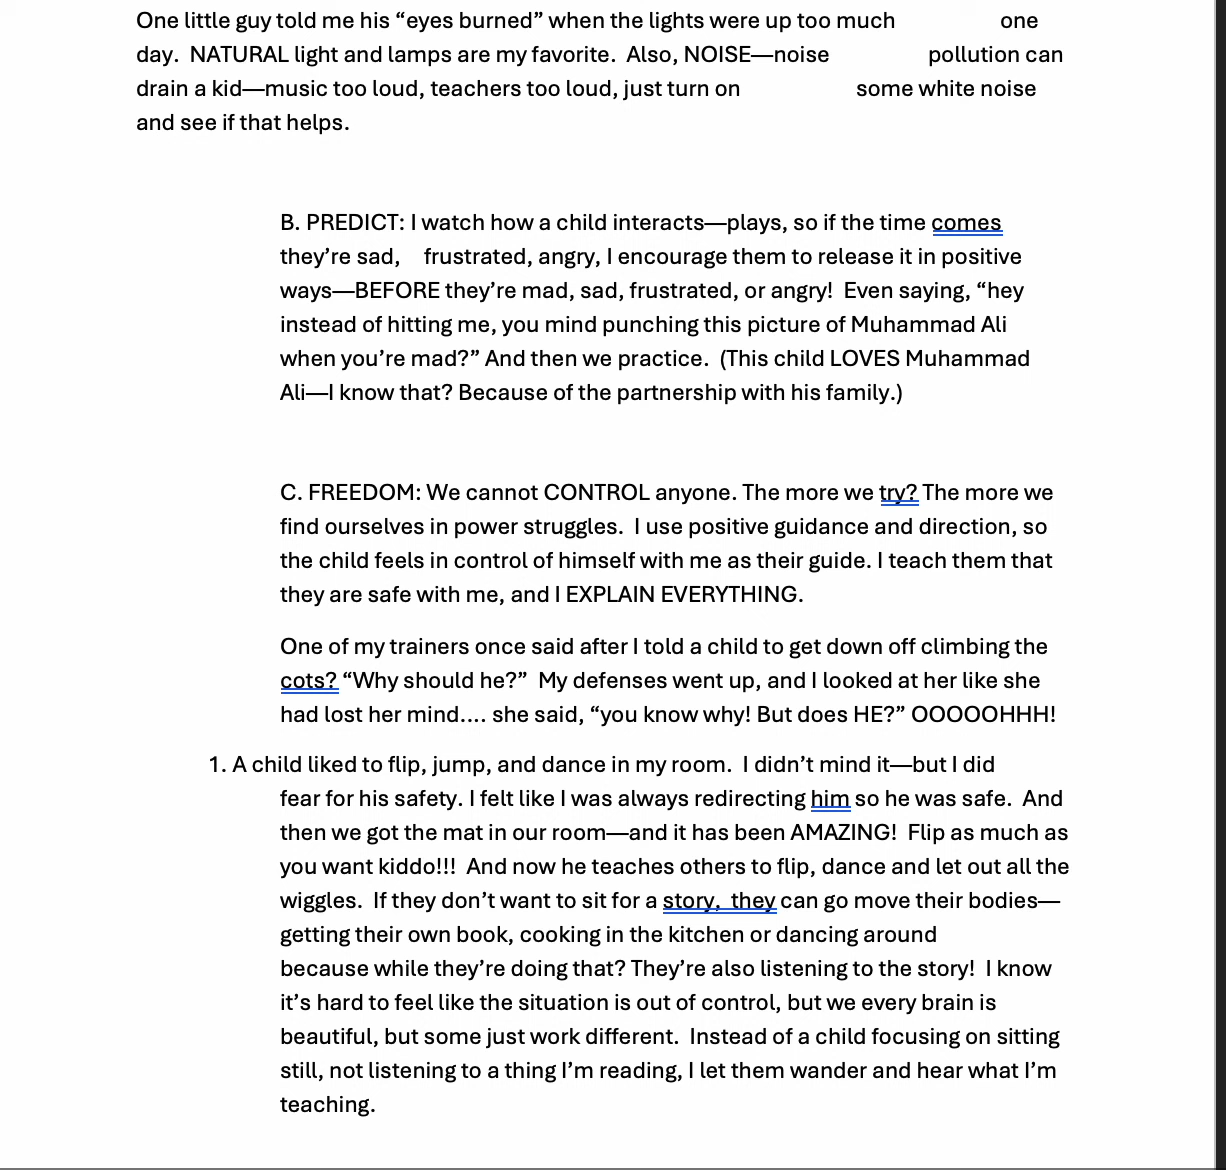 One little guy told me his “eyes burned” when the lights were up too much one
day.  NATURAL light and lamps are my favorite.  Also, NOISE—noise pollution can
drain a kid—music too loud, teachers too loud, just turn on some white noise
and see if that helps.
B. PREDICT: I watch how a child interacts—plays, so if the time comes
they’re sad, frustrated, angry, I encourage them to release it in positive
ways—BEFORE they’re mad, sad, frustrated, or angry!  Even saying, “hey
instead of hitting me, you mind punching this picture of Muhammad Ali
when you’re mad?” And then we practice.  (This child LOVES Muhammad
Ali—I know that? Because of the partnership with his family.)
C. FREEDOM: We cannot CONTROL anyone. The more we try? The more we
find ourselves in power struggles.  I use positive guidance and direction, so
the child feels in control of himself with me as their guide. I teach them that
they are safe with me, and I EXPLAIN EVERYTHING.
One of my trainers once said after I told a child to get down off climbing the
cots? “Why should he?”  My defenses went up, and I looked at her like she
had lost her mind.... she said, “you know why! But does HE?” OOOOOHHH!
1. A child liked to flip, jump, and dance in my room.  I didn’t mind it—but I did
fear for his safety. I felt like I was always redirecting him so he was safe.  And
then we got the mat in our room—and it has been AMAZING!  Flip as much as
you want kiddo!!!  And now he teaches others to flip, dance and let out all the
wiggles.  If they don’t want to sit for a story,  they can go move their bodies—
getting their own book, cooking in the kitchen or dancing around
because while they’re doing that? They’re also listening to the story!  I know
it’s hard to feel like the situation is out of control, but we every brain is
beautiful, but some just work different.  Instead of a child focusing on sitting
still, not listening to a thing I’m reading, I let them wander and hear what I’m
teaching.